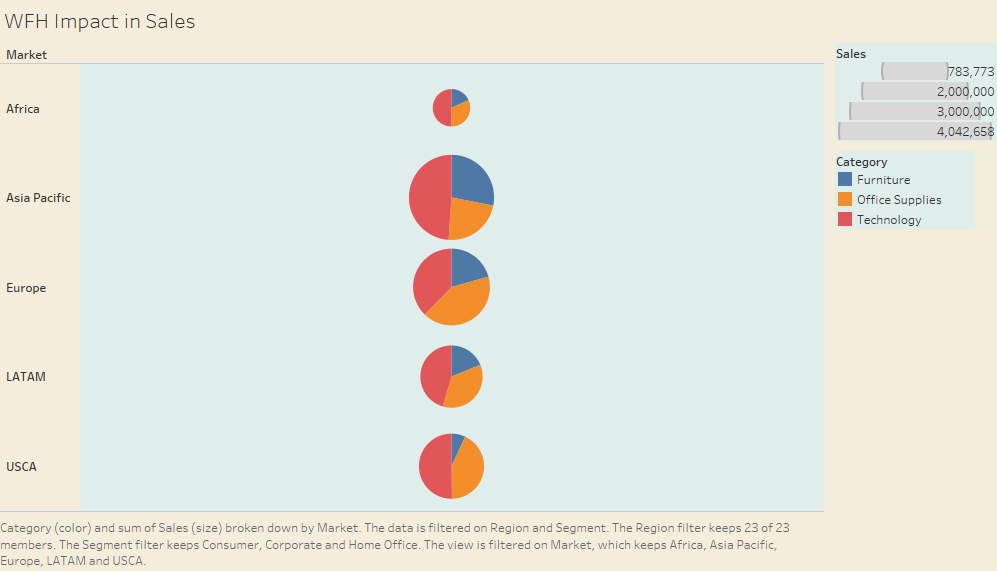 WFH Impact in Sales
Market
Africa
Asia Pacific
Europe
LATAM
USCA
Sales
783,773
2,000,000
3,000,000
4,042,658
Category
Furniture
Office Supplies
Technology
Category (color) and sum of Sales (size) broken down by Market. The data is filtered on Region and Segment. The Region filter keeps 23 of 23
members. The Segment filter keeps Consumer, Corporate and Home Office. The view is filtered on Market, which keeps Africa, Asia Pacific,
Europe, LATAM and USCA.